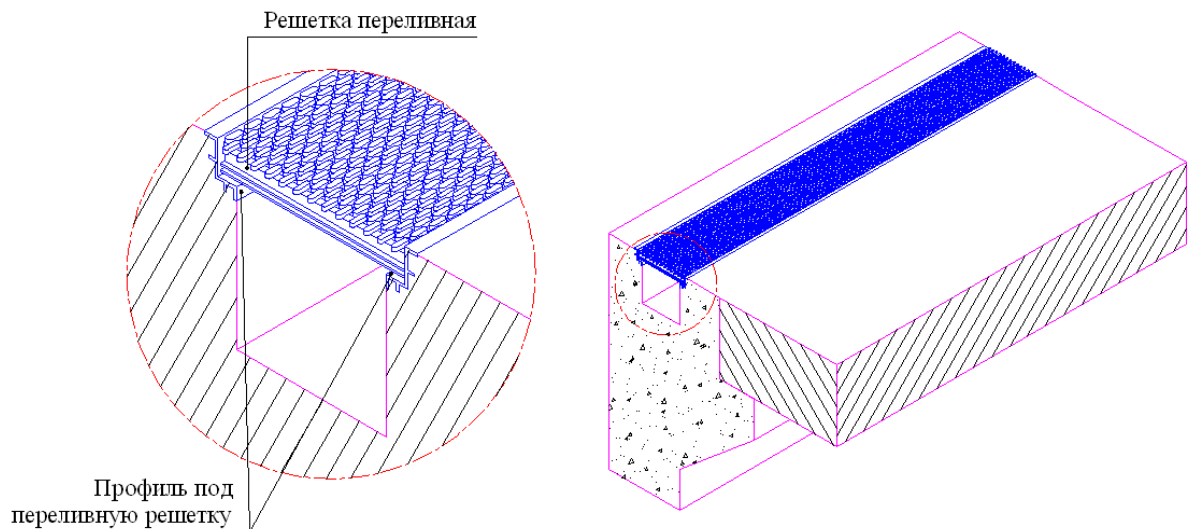 Решетка переливная
Профиль под
переливную решетку